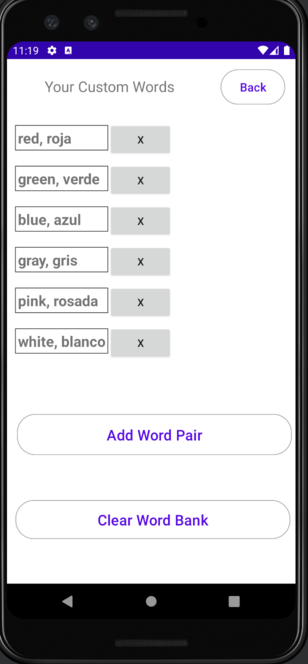 11:19
Your Custom Words
Back
red, roja
x
green, verde
x
blue, azul
x
gray, gris
x
pink, rosada
x
white, blanco
x
Add Word Pair
Clear Word Bank